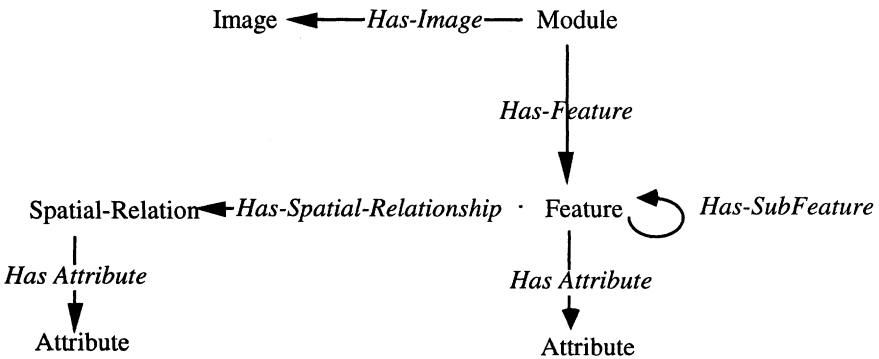 Image Has-Image Module
Has-Feature
Spatial-Relation Has-Spatial-Relationship Feature Has-SubFeature
Has Attribute Has Attribute
Attribute Attribute